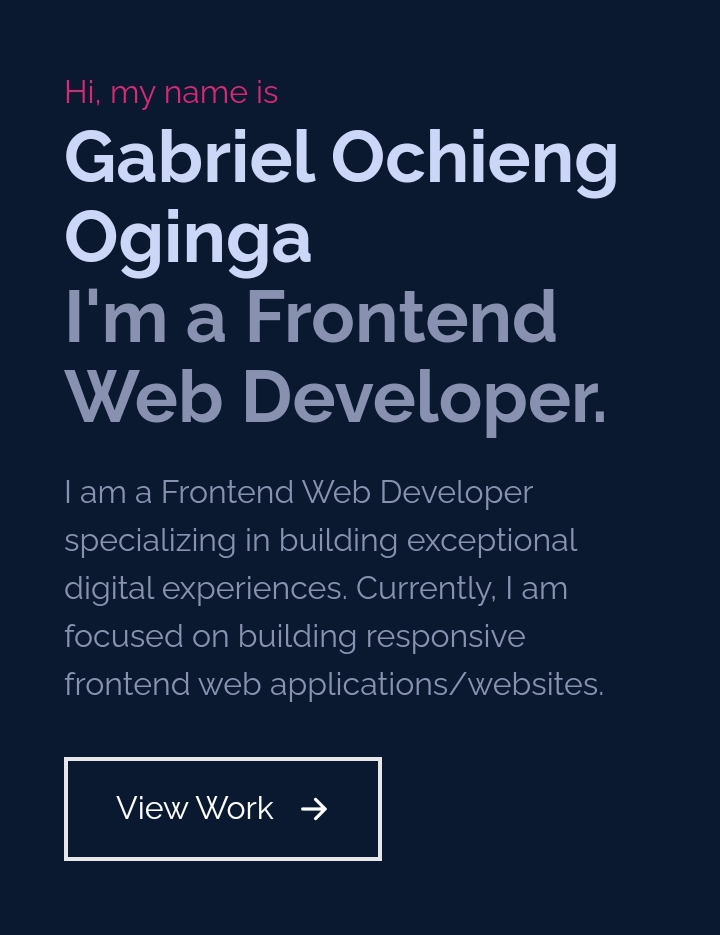 Hi, my name is
Gabriel Ochieng
Oginga
I'm a Frontend
Web Developer.
I am a Frontend Web Developer
specializing in building exceptional
digital experiences. Currently, I am
focused on building responsive
frontend web applications/websites.
View Work →